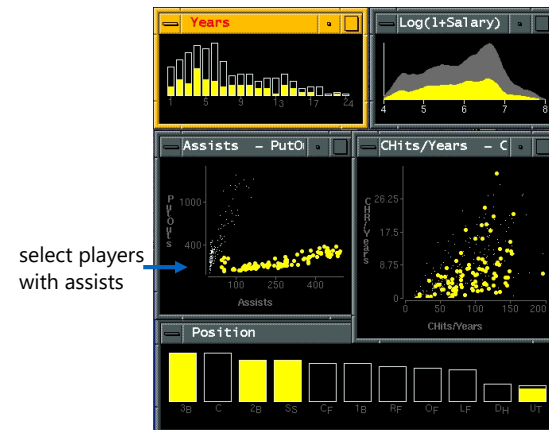 Years
1 5 9 13 17 24
Log(1+Salary)
4 5 6 7 8
Assists - PutO
PutOuts
1000
400
100 250 400
Assists
select players
with assists
CHits/Years - C
CHR/Years
26.25
17.5
8.75
0
0 50 100 150 200
CHits/Years
Position
3B C 2B SS CF 1B RF OF LF DH UT